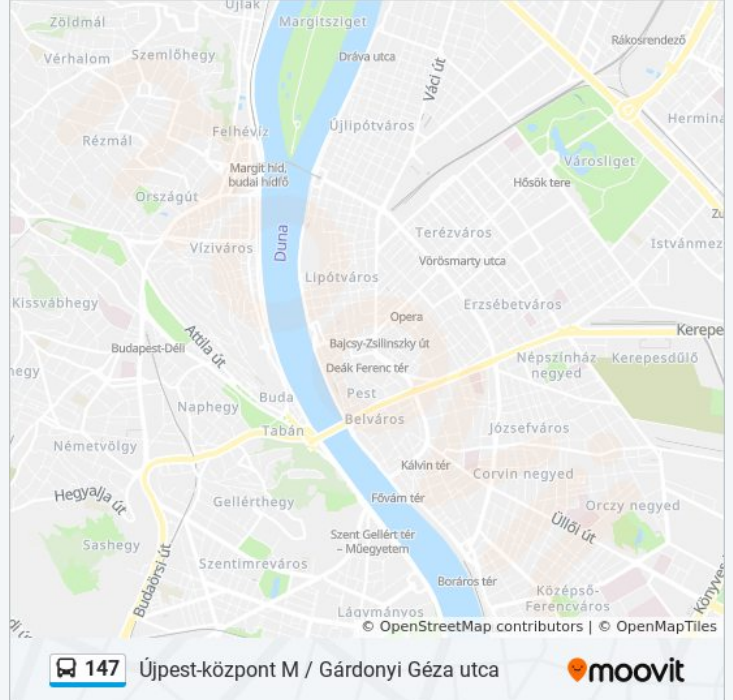 Újlak
Zöldmál
Margitsziget
Rákosrendező
Vérhalom
Szemlőhegy
Dráva utca
Váci út
Hermina
Rézmál
Felhévíz
Újlipótváros
Városliget
Margit híd,
budai hídfő
Hősök tere
Országút
Zu
Terézváros
Víziváros
Duna
Istvánmez
Vörösmarty utca
Lipótváros
Kissvábhegy
Erzsébetváros
Opera
Attila út
Kerepe
Budapest-Déli
Bajcsy-Zsilinszky út
Népszínház
negyed
Kerepesdűlő
Deák Ferenc tér
hegy
Pest
Buda
Naphegy
Belváros
Tabán
Józsefváros
Németvölgy
Kálvin tér
Corvin negyed
Hegyalja út
Gellérthegy
Fővám tér
Orczy negyed
Üllői út
Szent Gellért tér
– Műegyetem
Sashegy
Szentimreváros
Budaörsi út
Boráros tér
Középső-
Ferencváros
Könyves
Lágymányos
di ú
© OpenStreetMap contributors | © OpenMapTiles
147 Újpest-központ M / Gárdonyi Géza utca
moovit